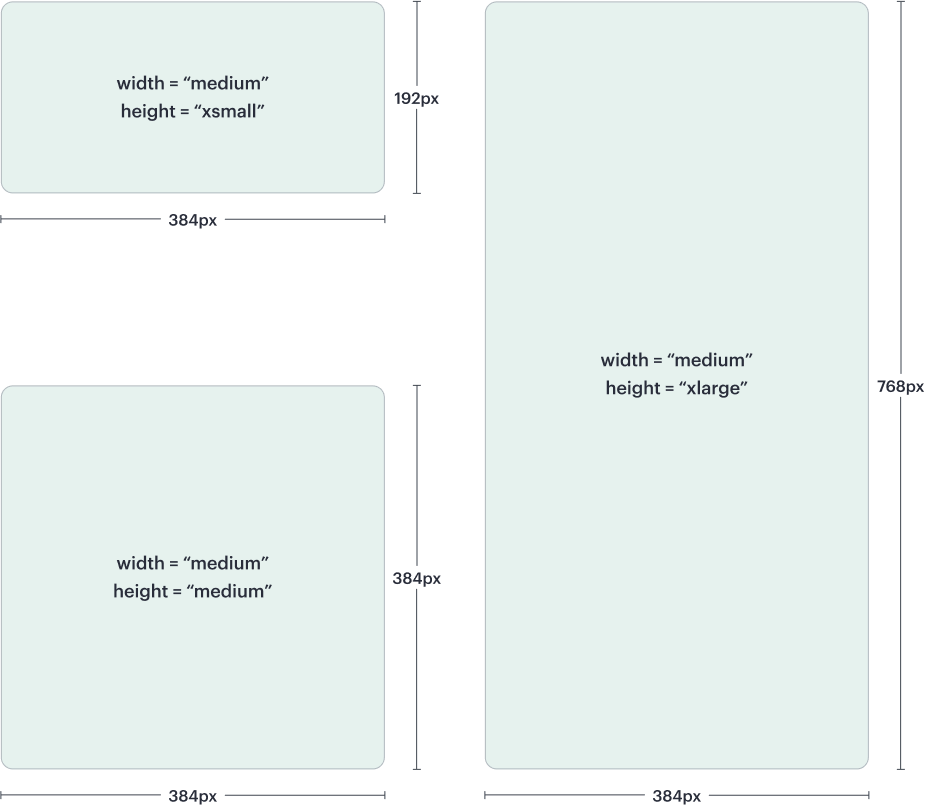 width = “medium”
height = “xsmall”
192px
384px
width = “medium”
height = “medium”
384px
384px
width = “medium”
height = “xlarge”
768px
384px